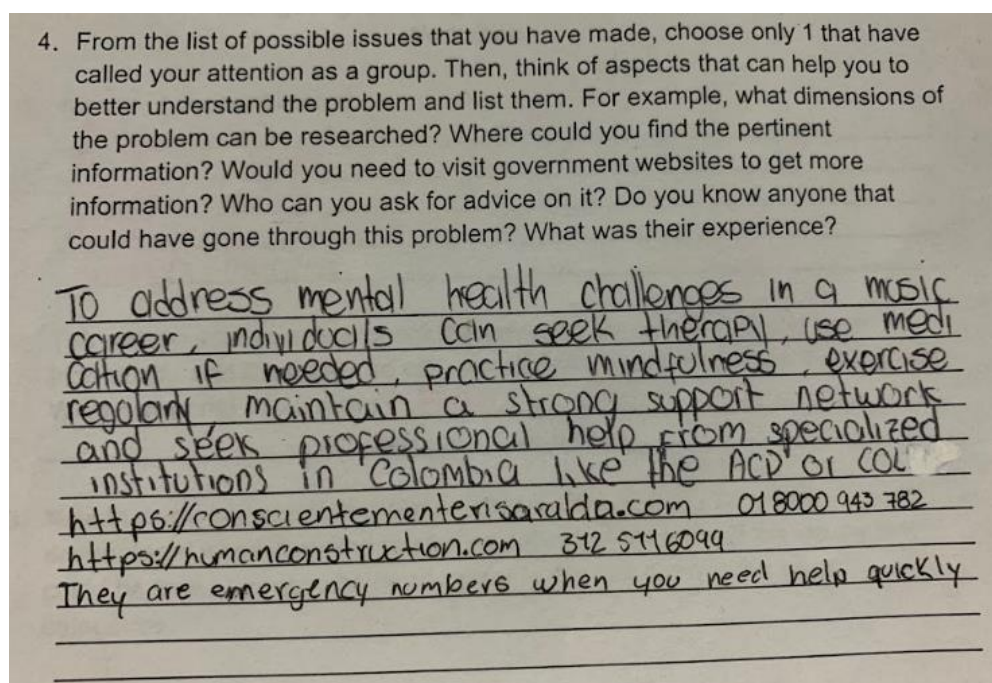 4. From the list of possible issues that you have made, choose only 1 that have
called your attention as a group. Then, think of aspects that can help you to
better understand the problem and list them. For example, what dimensions of
the problem can be researched? Where could you find the pertinent
information? Would you need to visit government websites to get more
information? Who can you ask for advice on it? Do you know anyone that
could have gone through this problem? What was their experience?
To address mental health challenges in a music
career, individuals can seek therapy, use medi
cation if needed, practice mindfulness, exercise
regolarly maintain a strong support network
and seek professional help from specialized
institutions in Colombia like the ACP or COL
https://conscientementerisaralda.com 018000 943 782
https://humanconstruction.com 312 5116099
They are emergency numbers when you need help quickly